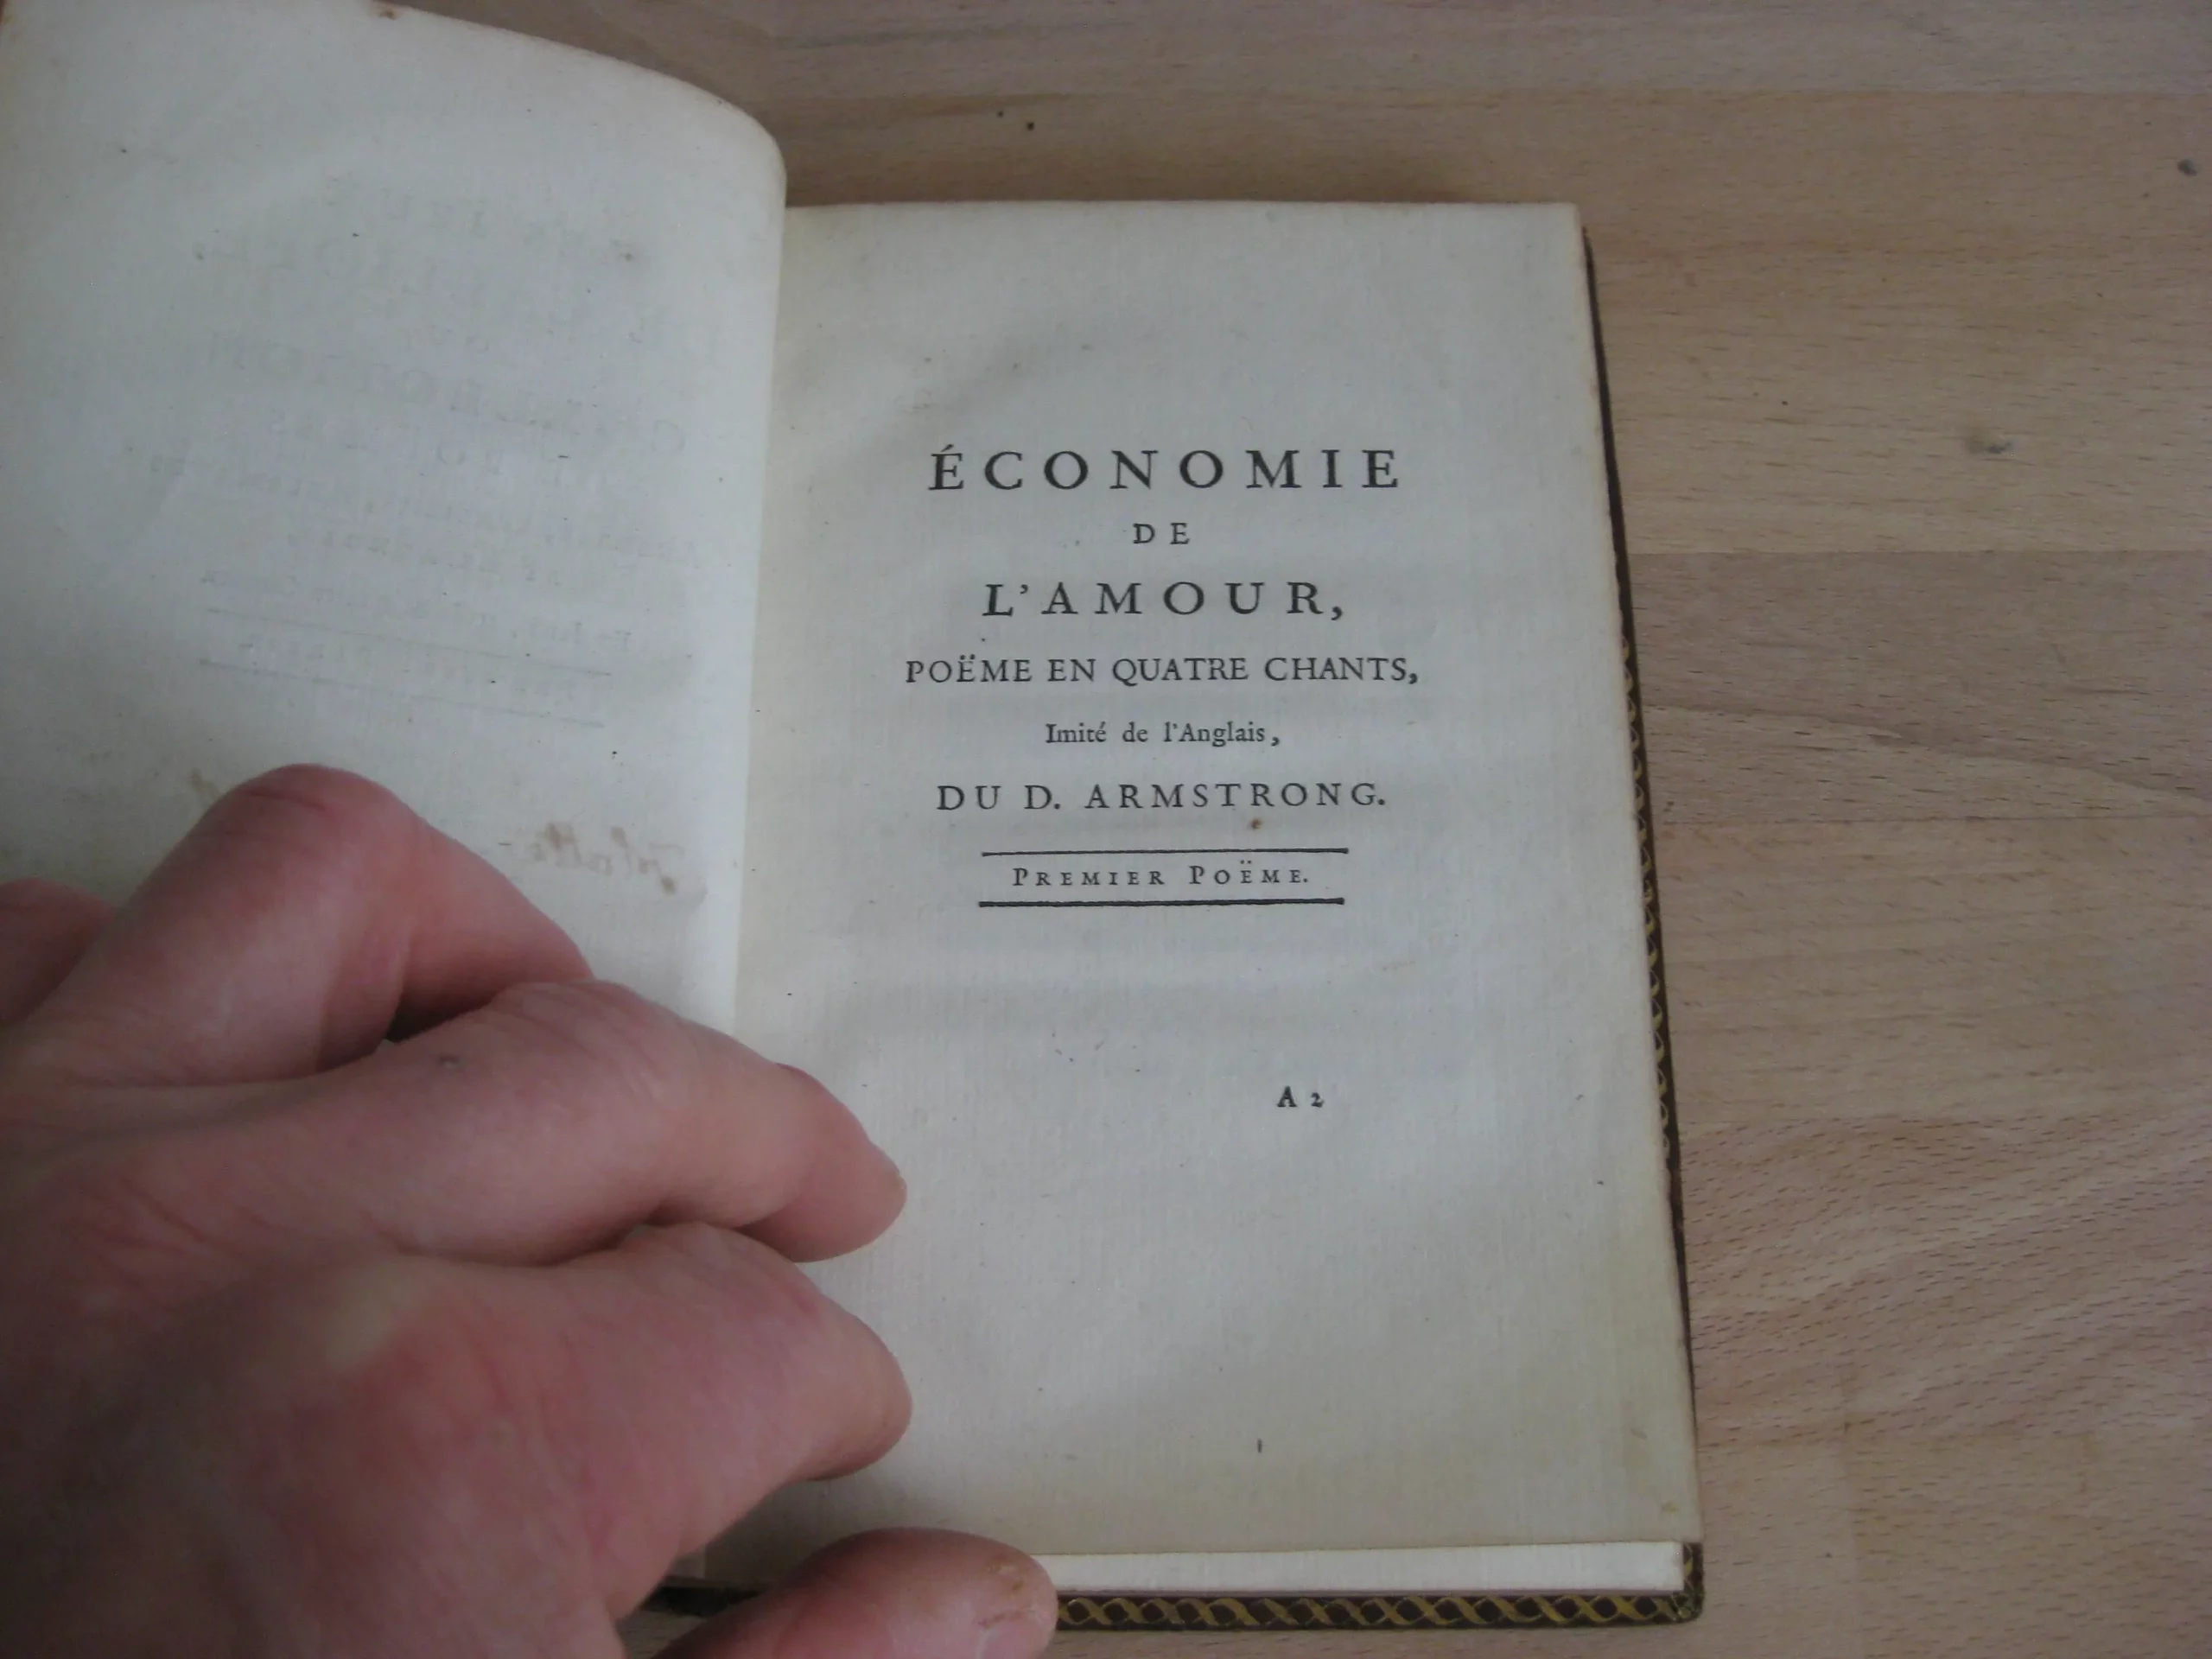 ÉCONOMIE
DE
L'AMOUR,
POËME EN QUATRE CHANTS,
Imité de l'Anglais,
DU D. ARMSTRONG.
PREMIER POËME.
A 2